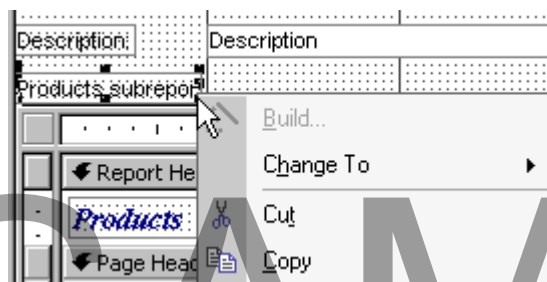 Description: Description
Products subrepor
Build...
Change To
Report He
Products
Cut
Page Head
Copy